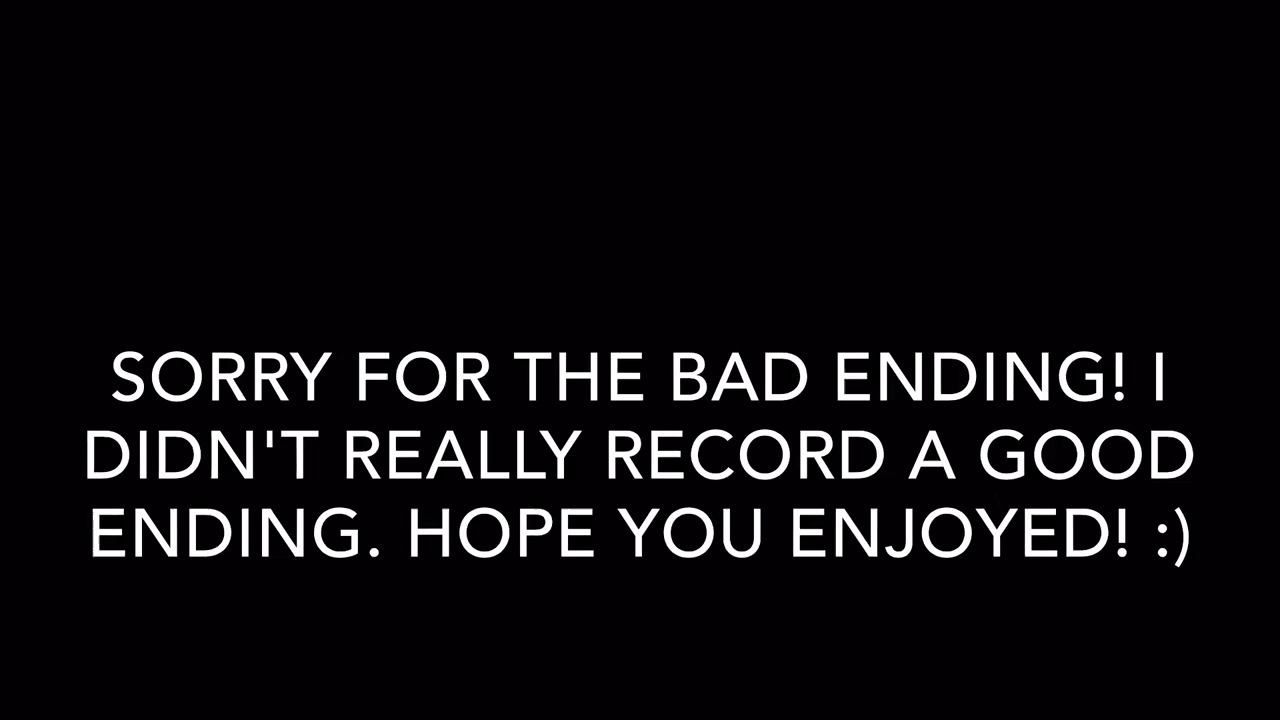 SORRY FOR THE BAD ENDING! I
DIDN'T REALLY RECORD A GOOD
ENDING. HOPE YOU ENJOYED! :)